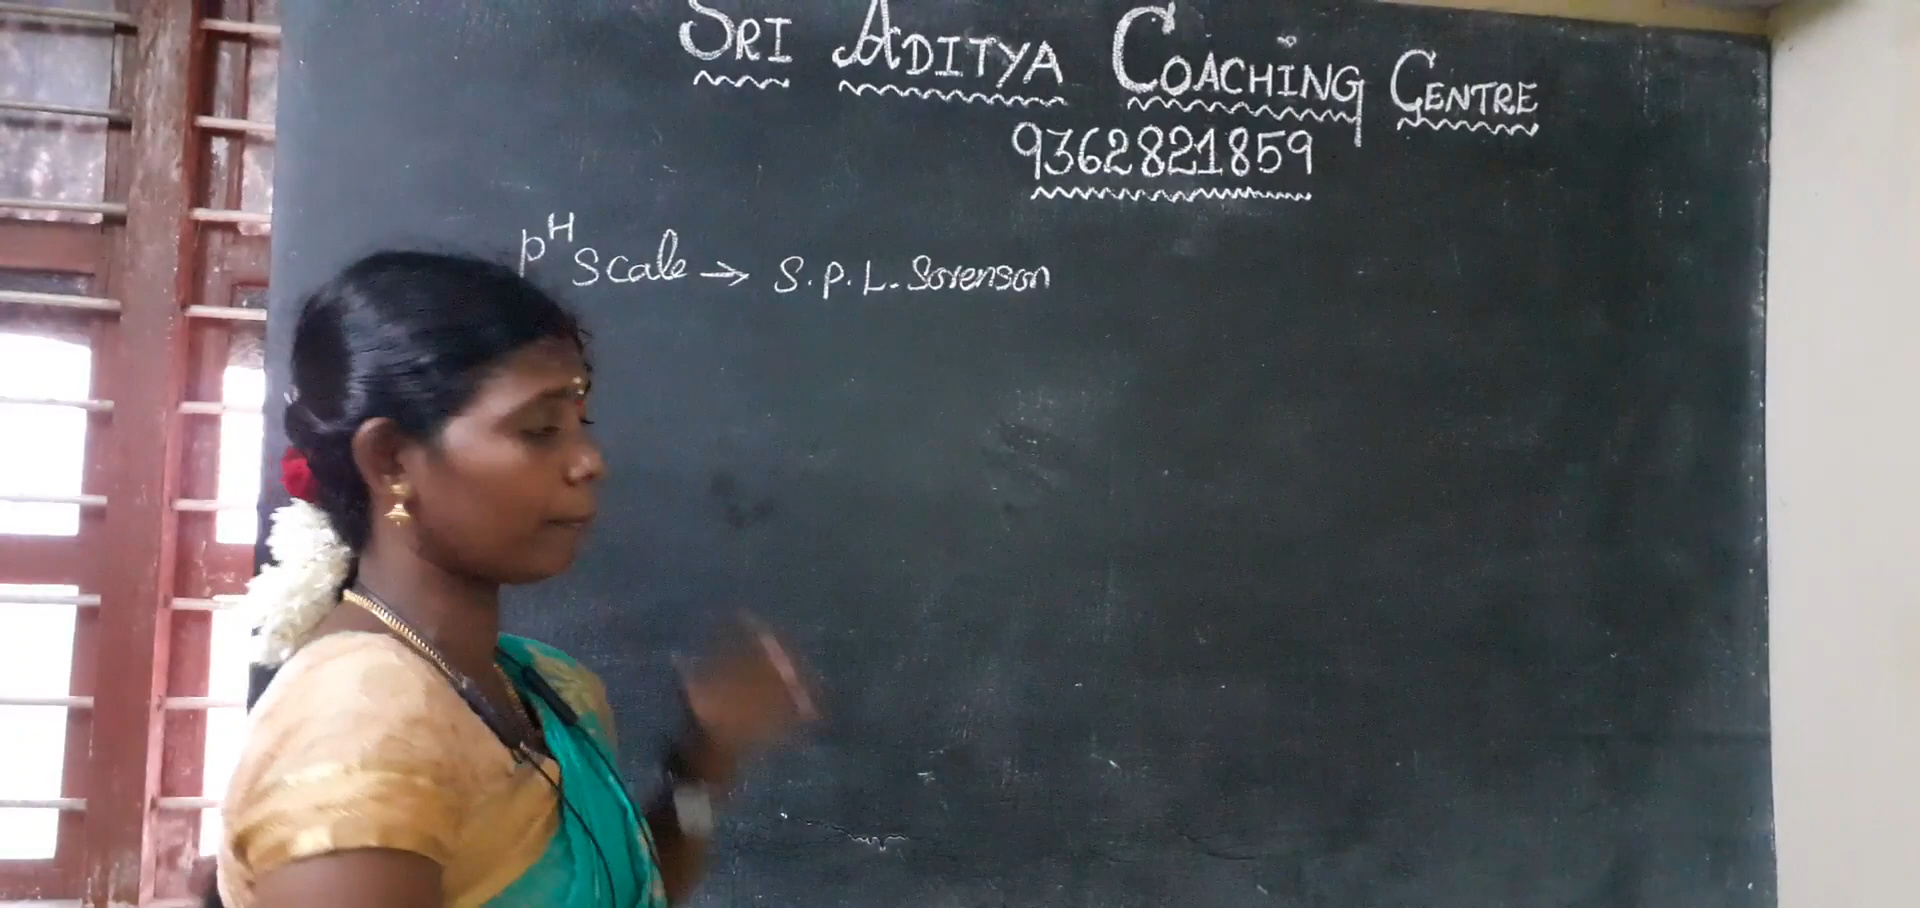 SRI ADITYA COACHING CENTRE
9362821859
pH Scale → S.P.L. Sorenson